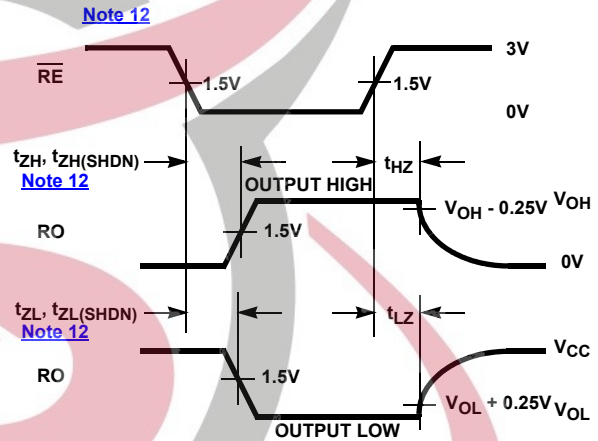 Note 12
RE
3V
1.5V
1.5V
0V
tZH, tZH(SHDN)
Note 12
tHZ
OUTPUT HIGH
VOH - 0.25V
VOH
RO
1.5V
0V
tZL, tZL(SHDN)
Note 12
tLZ
VCC
RO
1.5V
VOL + 0.25V
VOL
OUTPUT LOW